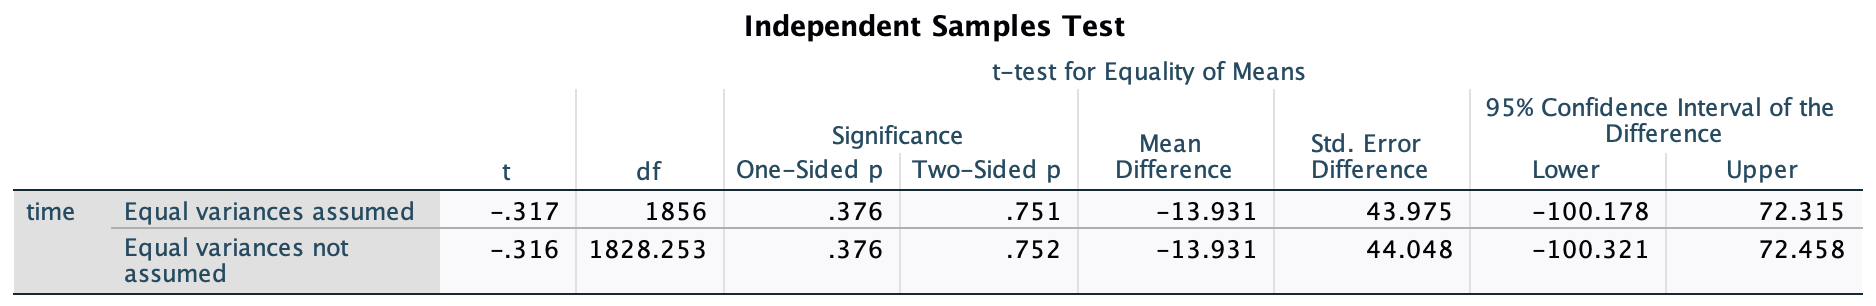 Independent Samples Test
t-test for Equality of Means
95% Confidence Interval of the
Difference
Significance
Mean
Difference
Std. Error
Difference
t df One-Sided p Two-Sided p Lower Upper
time Equal variances assumed -.317 1856 .376 .751 -13.931 43.975 -100.178 72.315
Equal variances not
assumed
-.316 1828.253 .376 .752 -13.931 44.048 -100.321 72.458